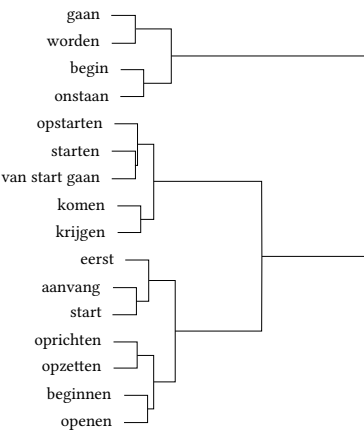 gaan
worden
begin
onstaan
opstarten
starten
van start gaan
komen
krijgen
eerst
aanvang
start
oprichten
opzetten
beginnen
openen